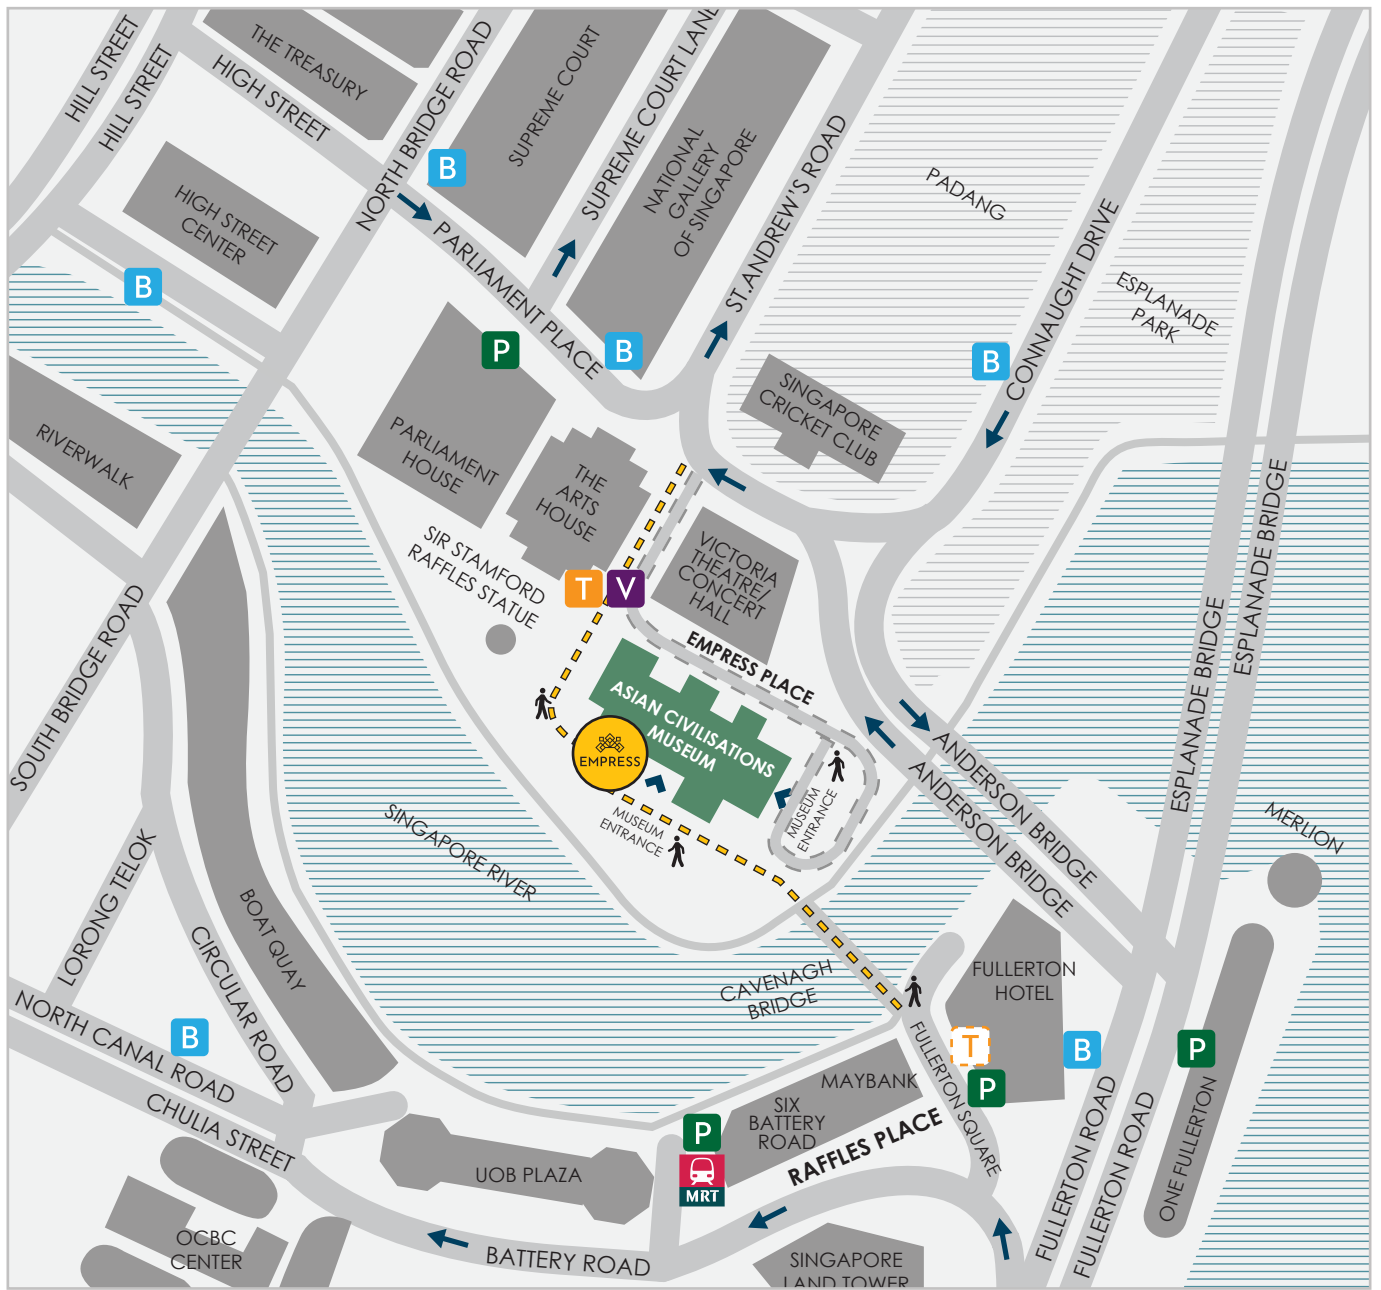 HILL STREET
HILL STREET
THE TREASURY
HIGH STREET
NORTH BRIDGE ROAD
SUPREME COURT
SUPREME COURT LANE
NATIONAL
GALLERY
OF SINGAPORE
ST.ANDREW'S ROAD
PADANG
CONNAUGHT DRIVE
ESPLANADE
PARK
B
HIGH STREET
CENTER
B
PARLIAMENT PLACE
P
B
B
SINGAPORE
CRICKET CLUB
RIVERWALK
PARLIAMENT
HOUSE
THE
ARTS
HOUSE
SIR STAMFORD
RAFFLES STATUE
VICTORIA
THEATRE/
CONCERT
HALL
T
V
ESPLANADE BRIDGE
ESPLANADE BRIDGE
SOUTH BRIDGE ROAD
EMPRESS PLACE
ASIAN CIVILISATIONS
MUSEUM
EMPRESS
MUSEUM
ENTRANCE
MUSEUM
ENTRANCE
ANDERSON BRIDGE
ANDERSON BRIDGE
MERLION
SINGAPORE RIVER
LORONG TELOK
BOAT QUAY
CIRCULAR ROAD
CAVENAGH
BRIDGE
FULLERTON
HOTEL
NORTH CANAL ROAD
B
CHULIA STREET
T
B
P
P
FULLERTON SQUARE
MAYBANK
SIX
BATTERY
ROAD
P
MRT
RAFFLES PLACE
FULLERTON ROAD
FULLERTON ROAD
ONE FULLERTON
UOB PLAZA
OCBC
CENTER
BATTERY ROAD
SINGAPORE
LAND TOWER